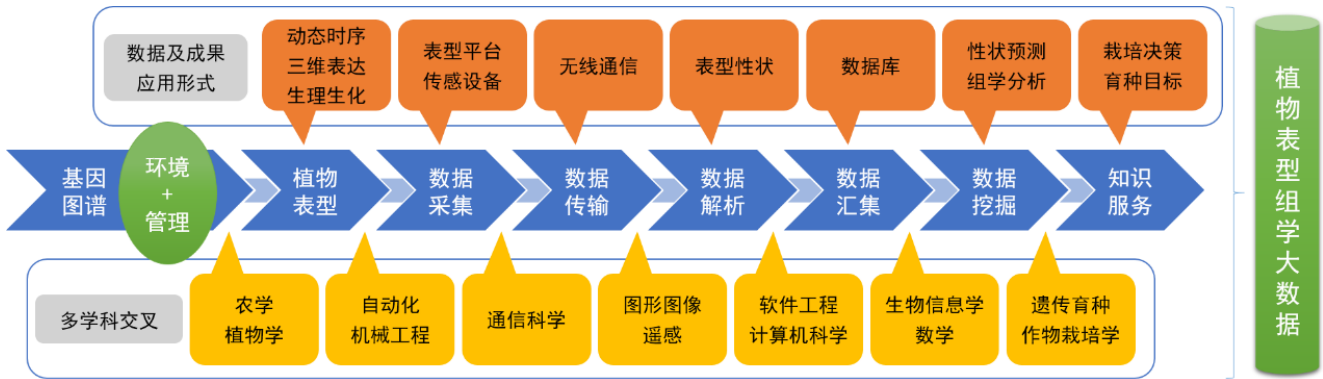 数据及成果
应用形式
动态时序
三维表达
生理生化
表型平台
传感设备
无线通信
表型性状
数据库
性状预测
组学分析
栽培决策
育种目标
基因
图谱
环境
+
管理
植物
表型
数据
采集
数据
传输
数据
解析
数据
汇集
数据
挖掘
知识
服务
多学科交叉
农学
植物学
自动化
机械工程
通信科学
图形图像
遥感
软件工程
计算机科学
生物信息学
数学
遗传育种
作物栽培学
植物表型组学大数据